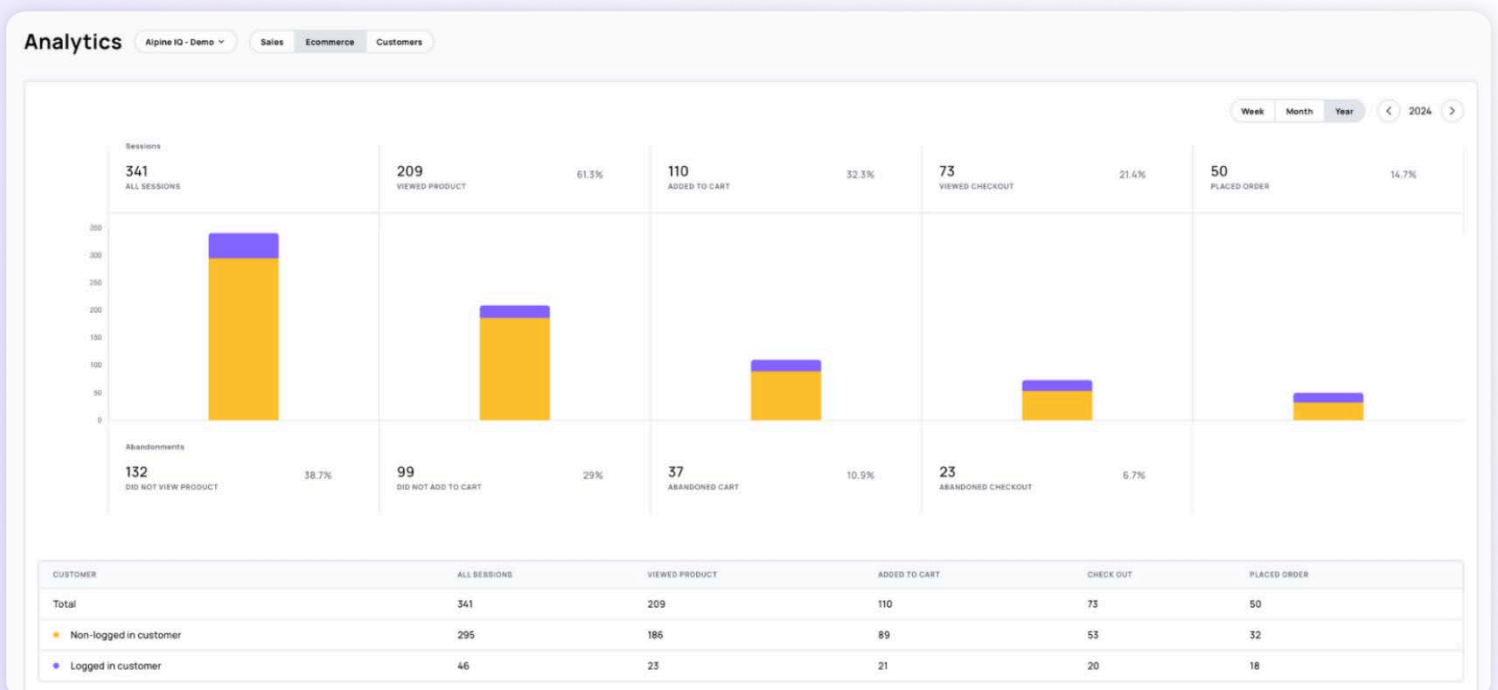 Analytics Alpine IQ - Demo Sales Ecommerce Customers
Week Month Year 2024
Sessions
341 209 61.3% 110 32.3% 73 21.4% 50 14.7%
ALL SESSIONS VIEWED PRODUCT ADDED TO CART VIEWED CHECKOUT PLACED ORDER
350
300
250
200
150
100
50
0
Abandonments
132 38.7% 99 29% 37 10.9% 23 6.7%
DID NOT VIEW PRODUCT DID NOT ADD TO CART ABANDONED CART ABANDONED CHECKOUT
CUSTOMER ALL SESSIONS VIEWED PRODUCT ADDED TO CART CHECK OUT PLACED ORDER
Total 341 209 110 73 50
Non-logged in customer 295 186 89 53 32
Logged in customer 46 23 21 20 18